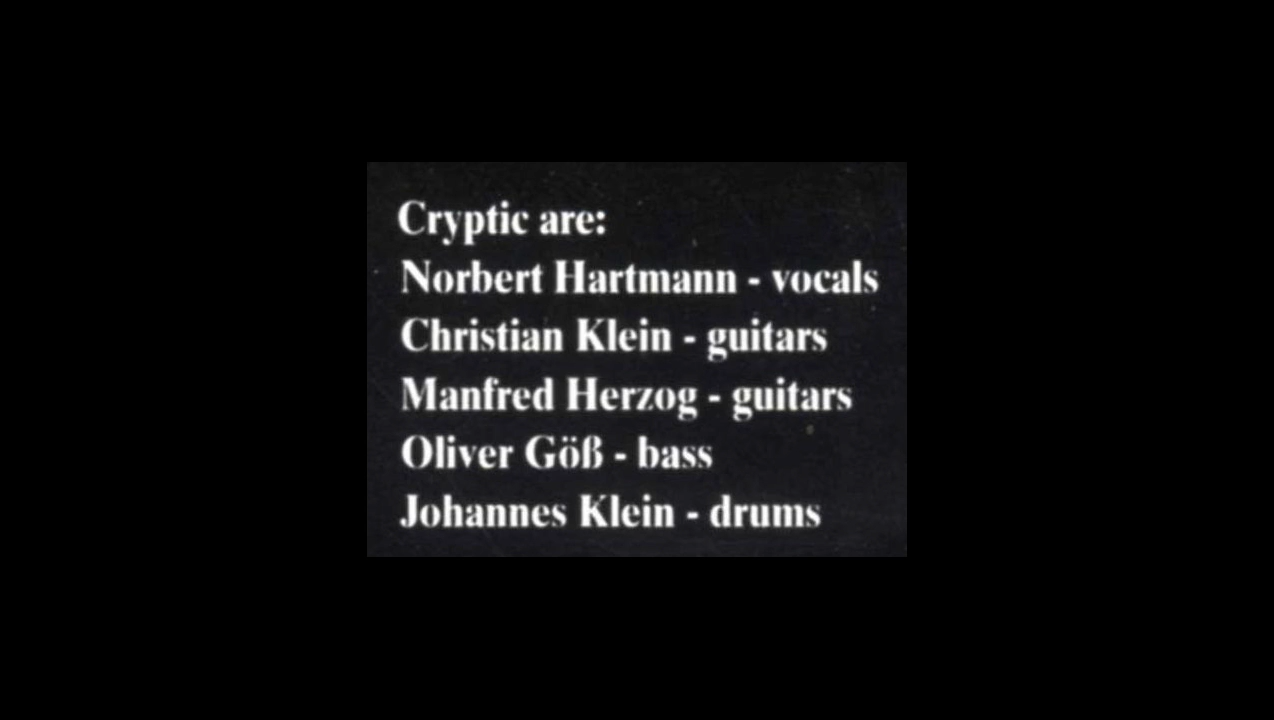 Cryptic are:
Norbert Hartmann - vocals
Christian Klein - guitars
Manfred Herzog - guitars
Oliver Göß - bass
Johannes Klein - drums